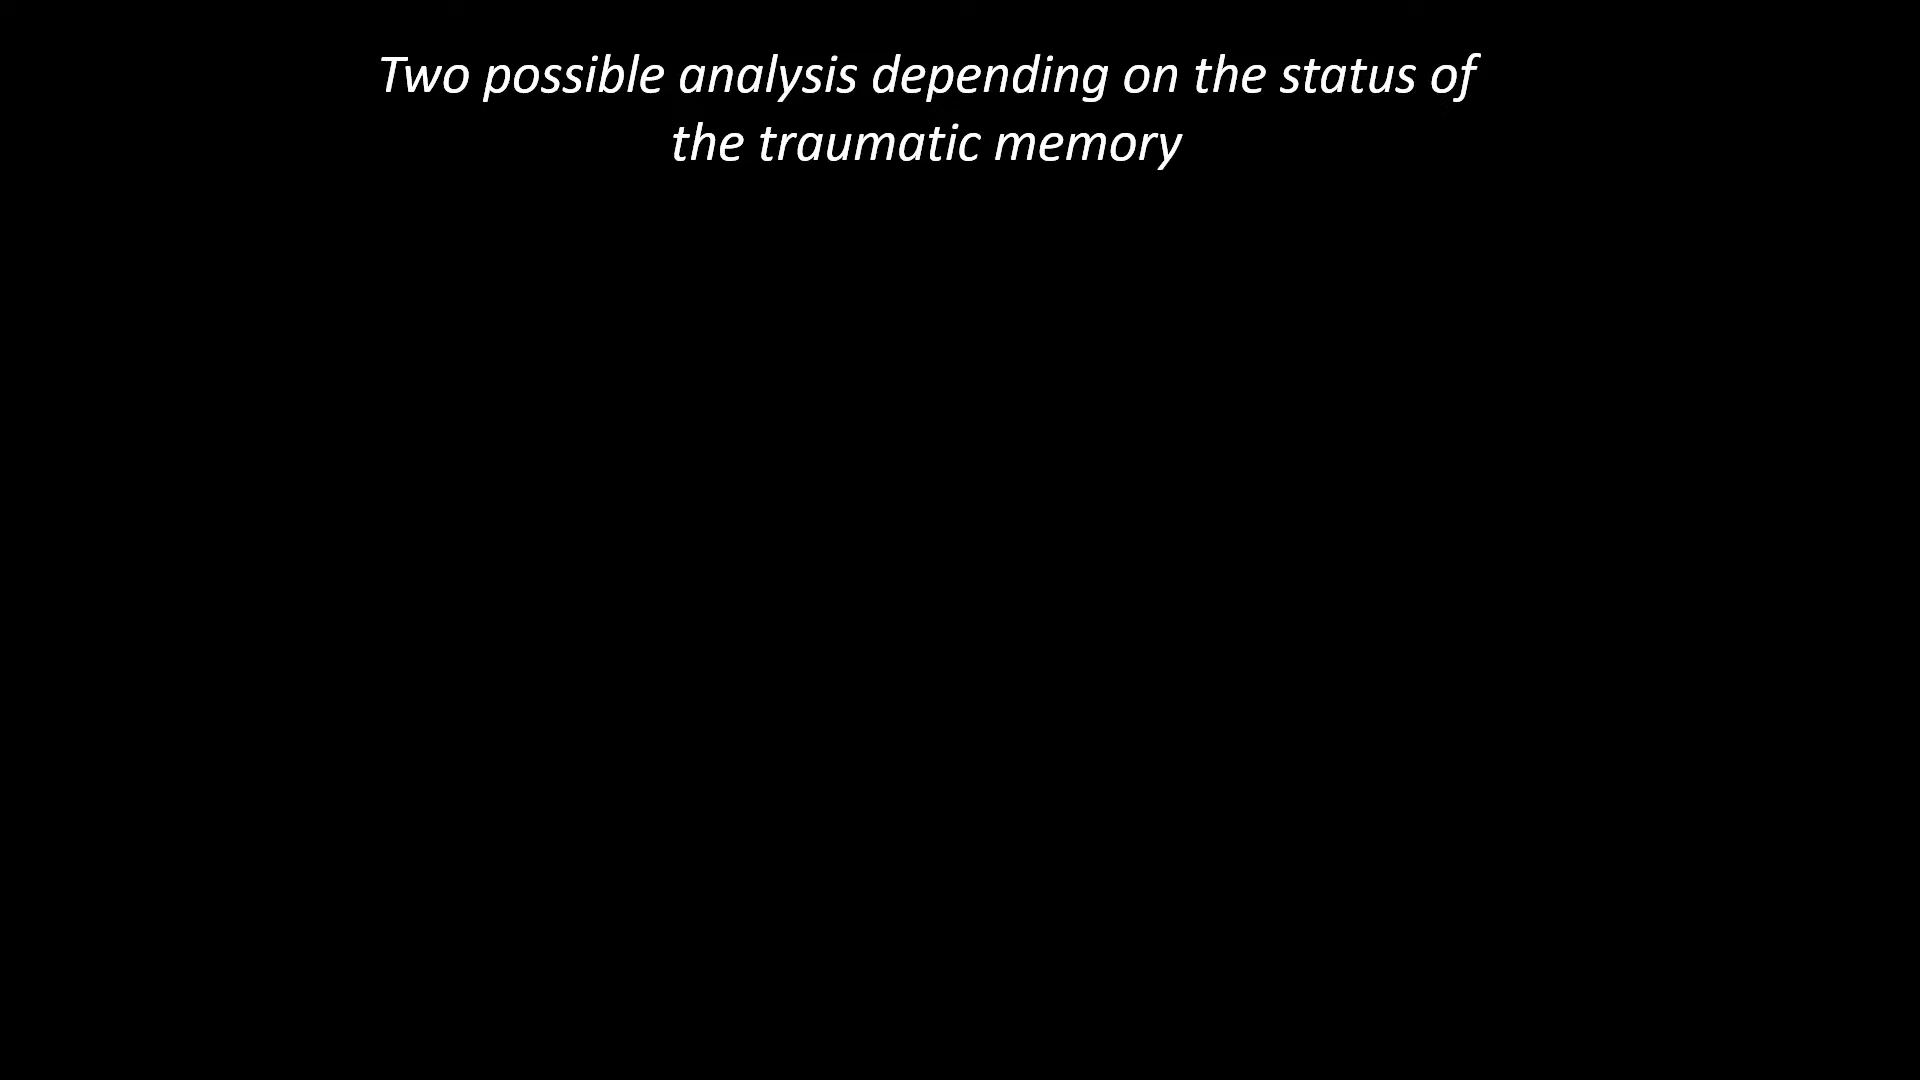 Two possible analysis depending on the status of
the traumatic memory